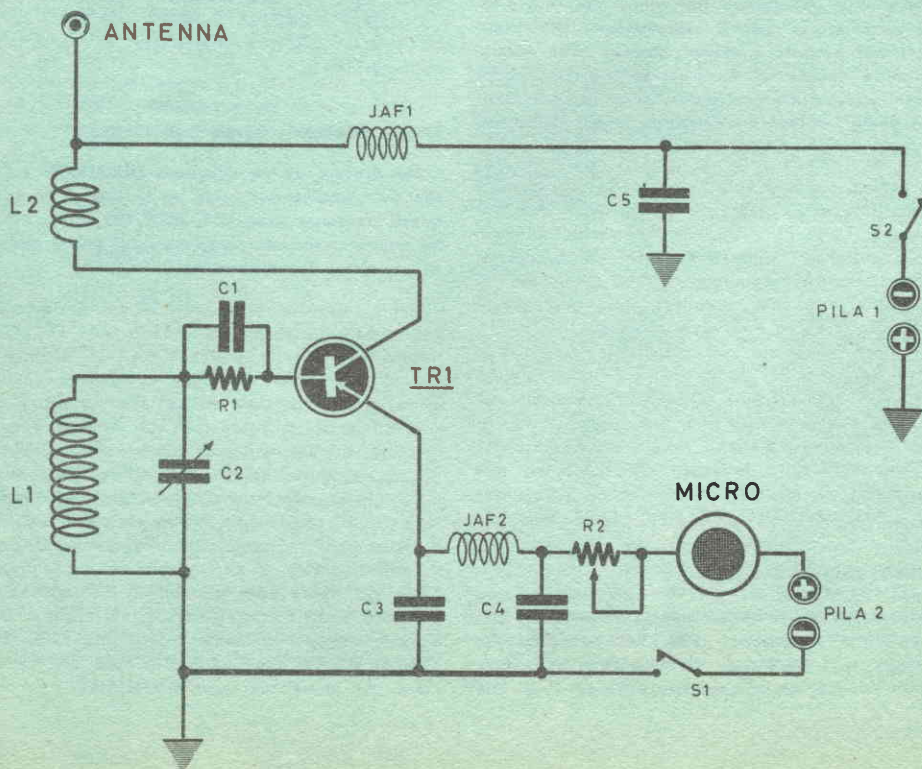 ANTENNA
JAF1
L2
C5
S2
C1
PILA 1
R1
TR1
C2
L1
MICRO
JAF2
R2
C3
C4
PILA 2
S1